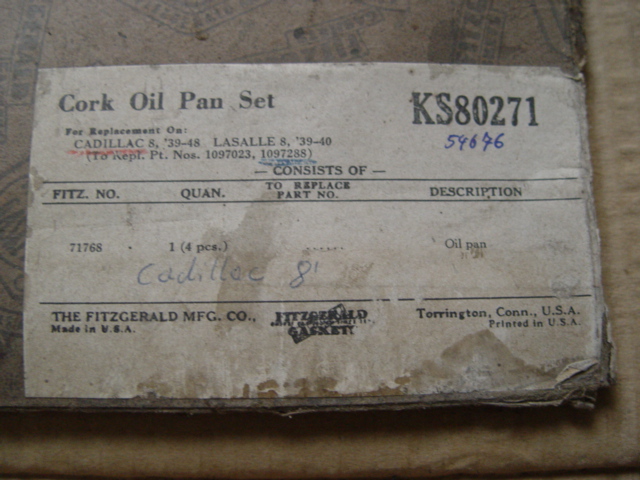 Cork Oil Pan Set
KS80271
For Replacement On:
CADILLAC 8, '39-48 LASALLE 8, '39-40
(To Repl. Pt. Nos. 1097023, 1097288)
54676
— CONSISTS OF —
FITZ. NO. QUAN. TO REPLACE PART NO. DESCRIPTION
71768 1 (4 pcs.) ...... Oil pan
Cadillac 8'
THE FITZGERALD MFG. CO., FITZGERALD Torrington, Conn., U.S.A.
Made in U.S.A. GASKET Printed in U.S.A.